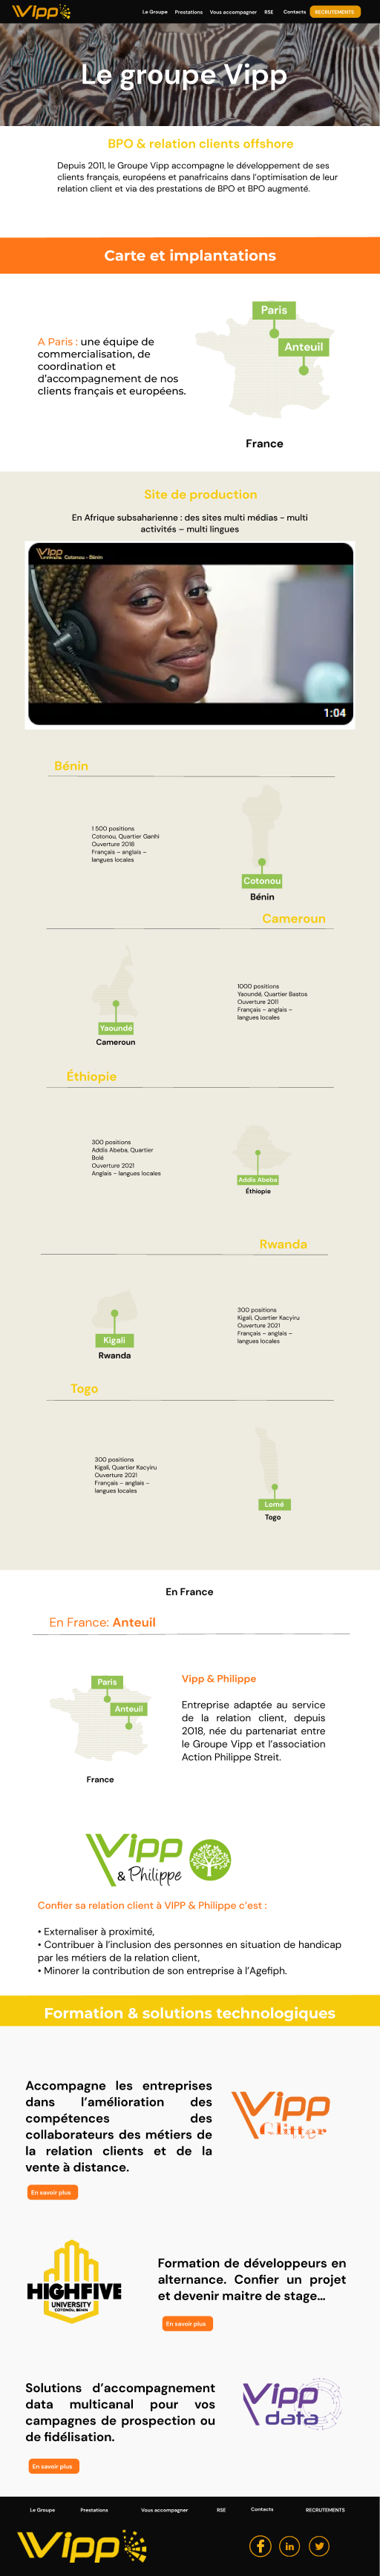 Vipp
Le Groupe Prestations Vous accompagner RSE Contacts RECRUTEMENTS
Le groupe Vipp
BPO & relation clients offshore
Depuis 2011, le Groupe Vipp accompagne le développement de ses
clients français, européens et panafricains dans l'optimisation de leur
relation client et via des prestations de BPO et BPO augmenté.
Carte et implantations
A Paris : une équipe de
commercialisation, de
coordination et
d'accompagnement de nos
clients français et européens.
Paris
Anteuil
France
Site de production
En Afrique subsaharienne : des sites multi médias - multi
activités – multi lingues
Vipp
Cotonou - Bénin
1:04
Bénin
1 500 positions
Cotonou, Quartier Ganhi
Ouverture 2018
Français – anglais –
langues locales
Cotonou
Bénin
Cameroun
Yaoundé
Cameroun
1000 positions
Yaoundé, Quartier Bastos
Ouverture 2011
Français – anglais –
langues locales
Éthiopie
300 positions
Addis Abeba, Quartier
Bolé
Ouverture 2021
Anglais – langues locales
Addis Abeba
Éthiopie
Rwanda
Kigali
Rwanda
300 positions
Kigali, Quartier Kacyiru
Ouverture 2021
Français – anglais –
langues locales
Togo
300 positions
Kigali, Quartier Kacyiru
Ouverture 2021
Français – anglais –
langues locales
Lomé
Togo
En France
En France: Anteuil
Paris
Anteuil
France
Vipp & Philippe
Entreprise adaptée au service
de la relation client, depuis
2018, née du partenariat entre
le Groupe Vipp et l'association
Action Philippe Streit.
Vipp
& Philippe
Confier sa relation client à VIPP & Philippe c'est :
• Externaliser à proximité,
• Contribuer à l'inclusion des personnes en situation de handicap
par les métiers de la relation client,
• Minorer la contribution de son entreprise à l'Agefiph.
Formation & solutions technologiques
Accompagne les entreprises
dans l'amélioration des
compétences des
collaborateurs des métiers de
la relation clients et de la
vente à distance.
En savoir plus
Vipp
Glitter
HIGHFIVE
UNIVERSITY
COTONOU, BENIN
Formation de développeurs en
alternance. Confier un projet
et devenir maitre de stage...
En savoir plus
Solutions d'accompagnement
data multicanal pour vos
campagnes de prospection ou
de fidélisation.
En savoir plus
Vipp
data
Le Groupe Prestations Vous accompagner RSE Contacts RECRUTEMENTS
Vipp